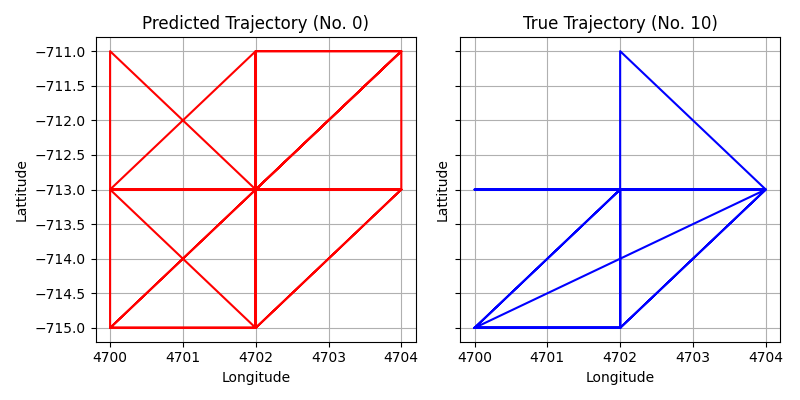 Predicted Trajectory (No. 0)
True Trajectory (No. 10)
−711.0
−711.5
−712.0
−712.5
−713.0
−713.5
−714.0
−714.5
−715.0
Lattitude
Lattitude
4700 4701 4702 4703 4704
4700 4701 4702 4703 4704
Longitude
Longitude